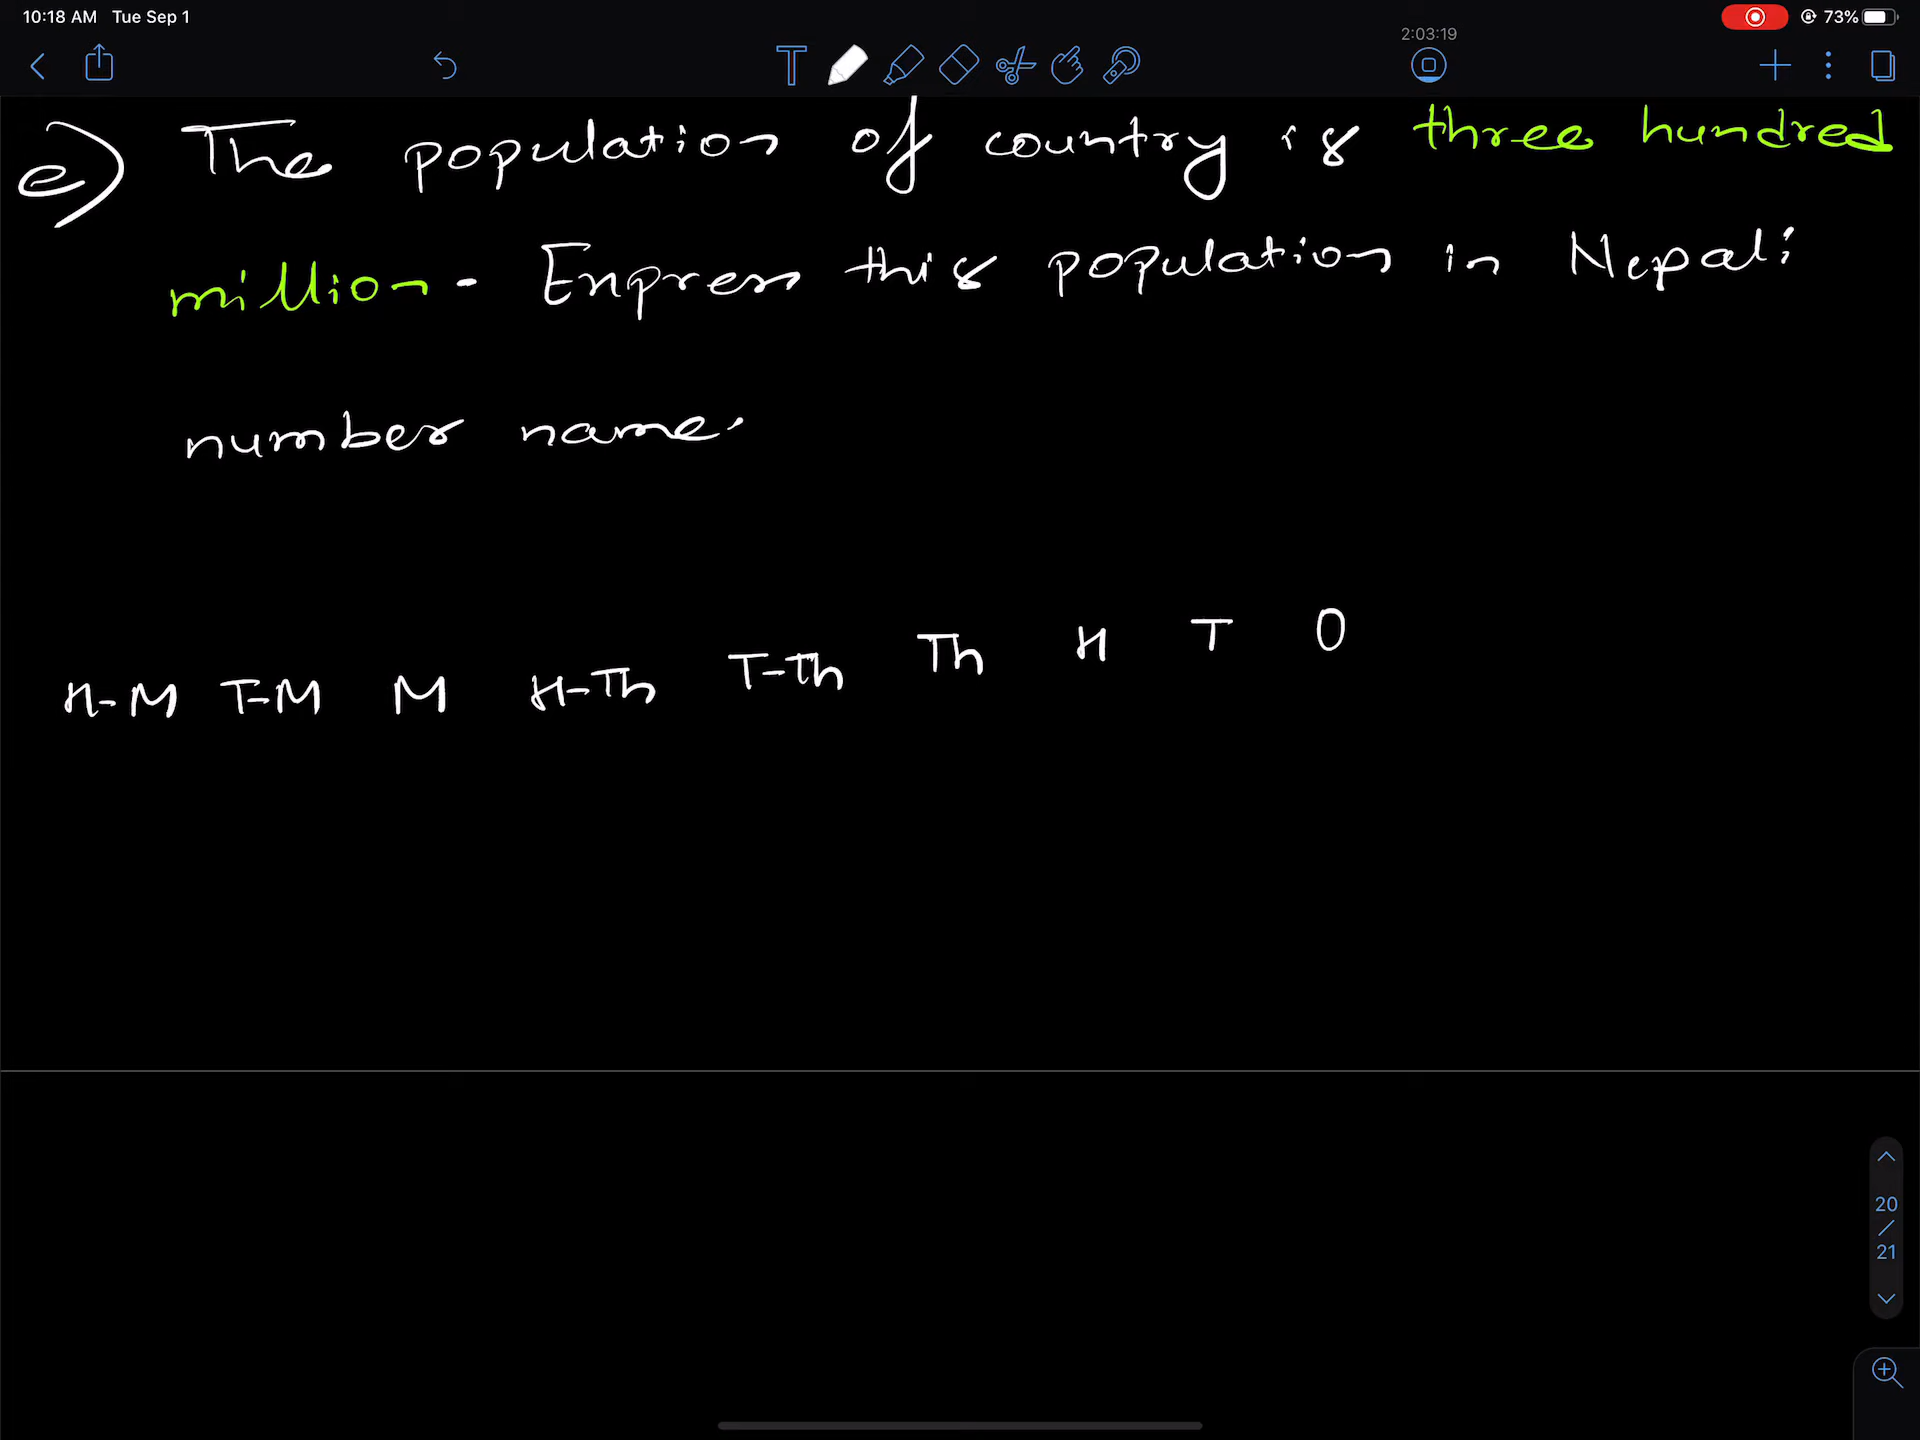 10:18 AM Tue Sep 1
73%
2:03:19
T
e) The population of country is three hundred
million. Express this population in Nepali
number name.
H-M T-M M H-Th T-Th Th H T O
20
/
21